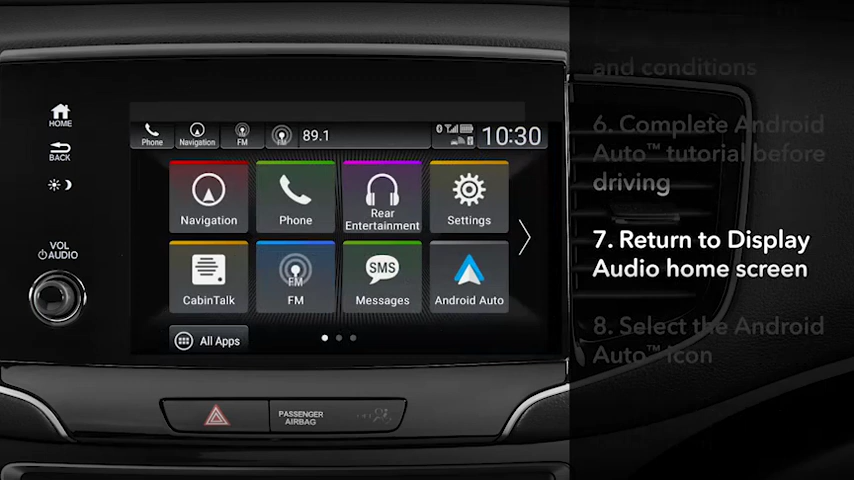 HOME
BACK
VOL
AUDIO
Phone
Navigation
FM
89.1
10:30
Navigation
Phone
Rear
Entertainment
Settings
CabinTalk
FM
FM
SMS
Messages
Android Auto
All Apps
PASSENGER
AIRBAG
and conditions
6. Complete Android
Auto™ tutorial before
driving
7. Return to Display
Audio home screen
8. Select the Android
Auto™ icon